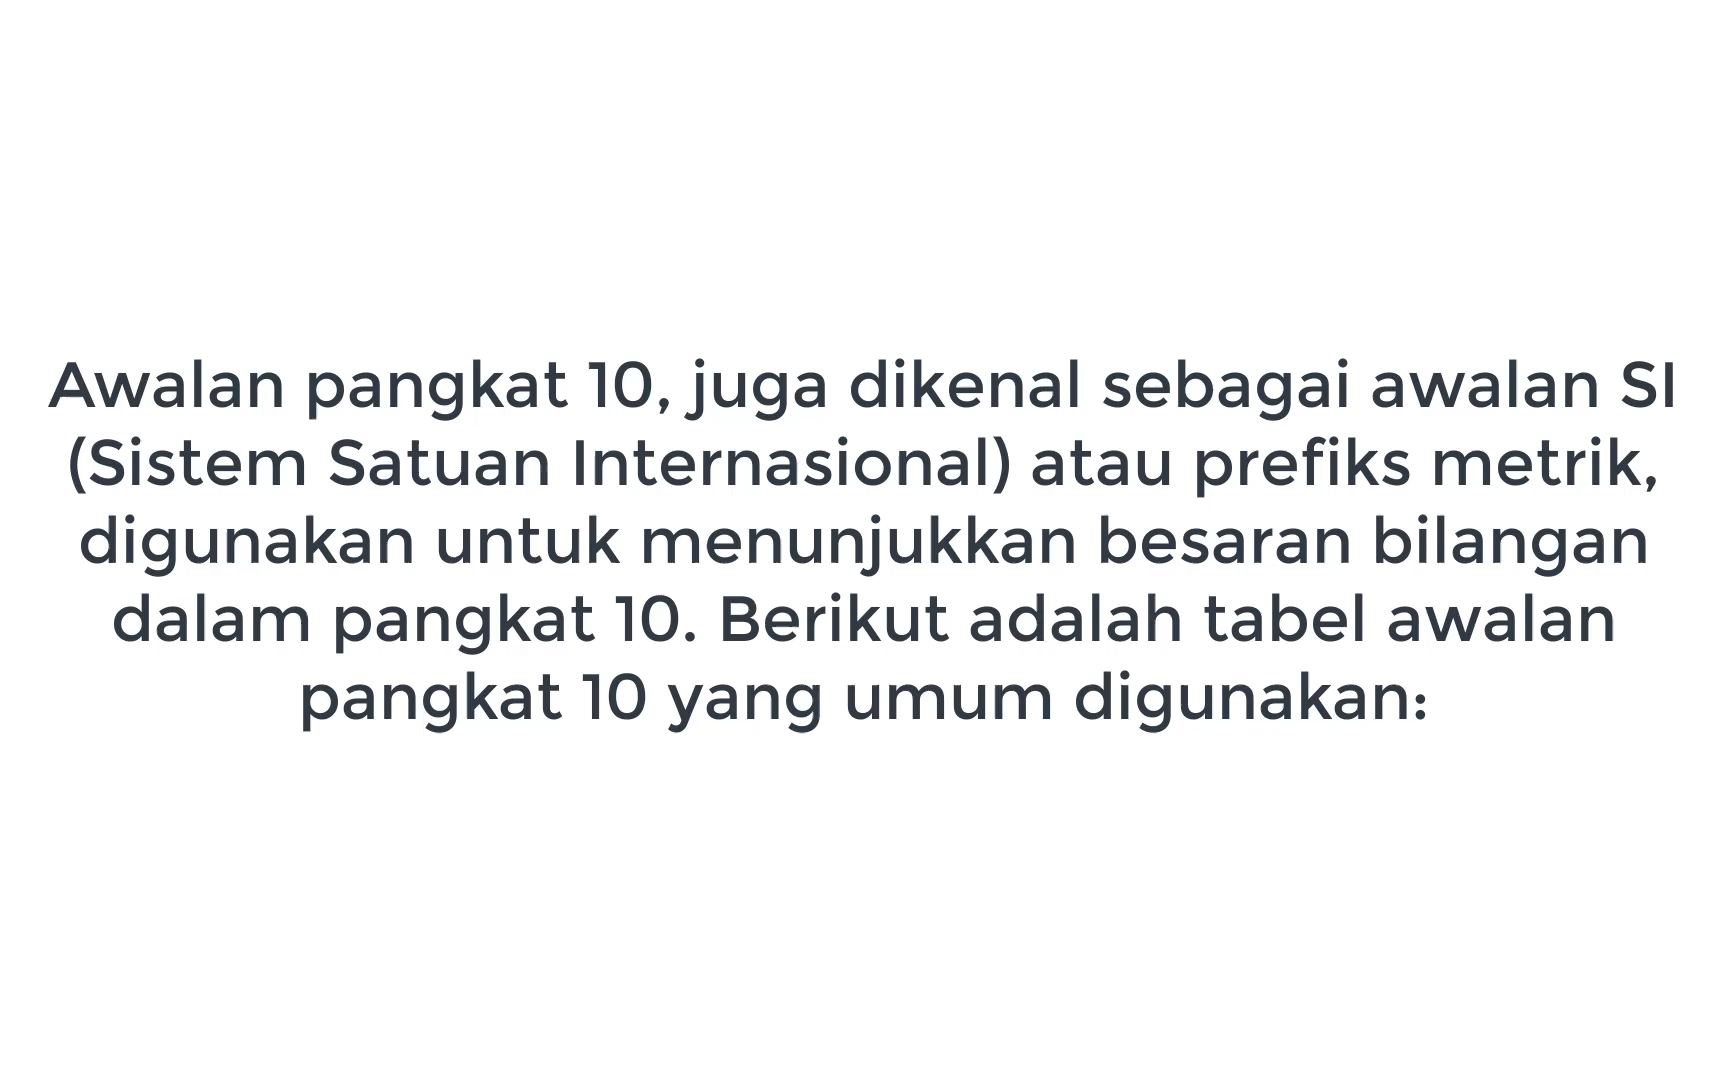 Awalan pangkat 10, juga dikenal sebagai awalan SI
(Sistem Satuan Internasional) atau prefiks metrik,
digunakan untuk menunjukkan besaran bilangan
dalam pangkat 10. Berikut adalah tabel awalan
pangkat 10 yang umum digunakan: